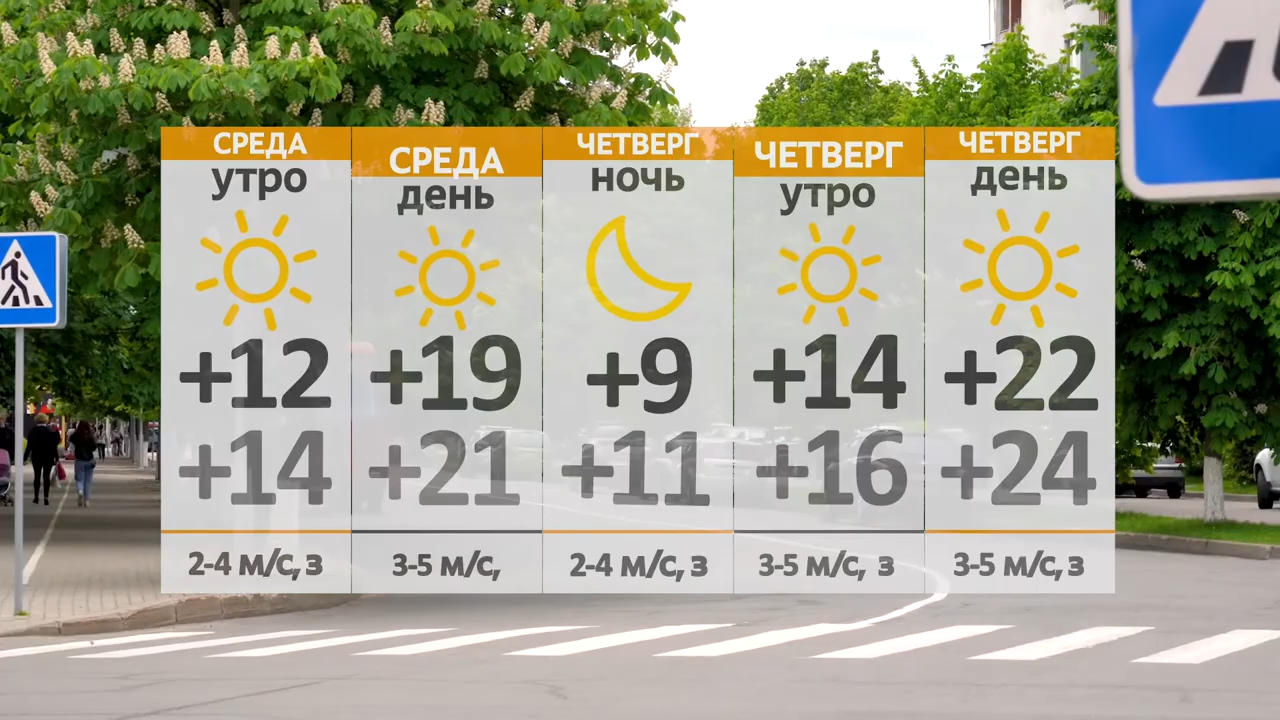 СРЕДА
утро
+12
+14
2-4 м/с, з
СРЕДА
день
+19
+21
3-5 м/с,
ЧЕТВЕРГ
ночь
+9
+11
2-4 м/с, з
ЧЕТВЕРГ
утро
+14
+16
3-5 м/с, з
ЧЕТВЕРГ
день
+22
+24
3-5 м/с, з